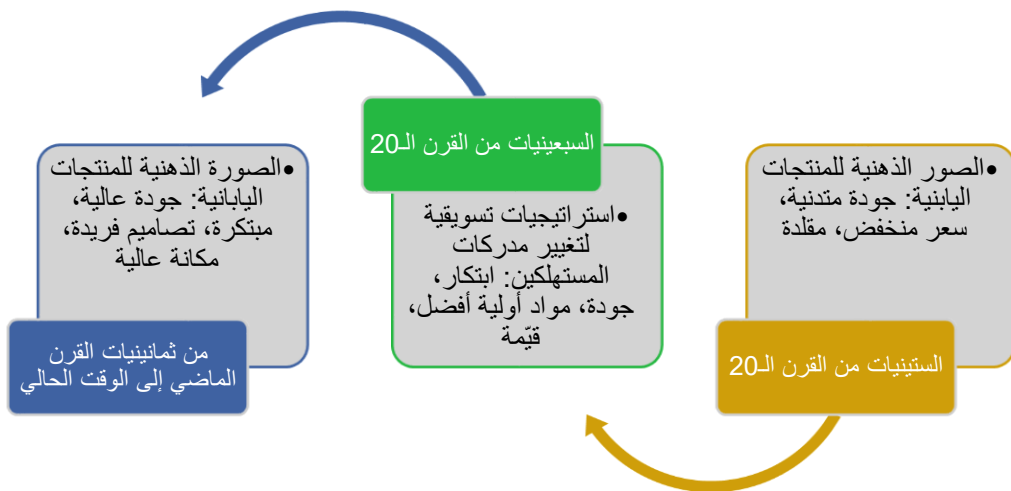 •الصور الذهنية للمنتجات
اليابنية: جودة متدنية،
سعر منخفض، مقلدة
الستينيات من القرن الـ20
السبعينيات من القرن الـ20
•استراتيجيات تسويقية
لتغيير مدركات
المستهلكين: ابتكار،
جودة، مواد أولية أفضل،
قيّمة
•الصورة الذهنية للمنتجات
اليابانية: جودة عالية،
مبتكرة، تصاميم فريدة،
مكانة عالية
من ثمانينيات القرن
الماضي إلى الوقت الحالي